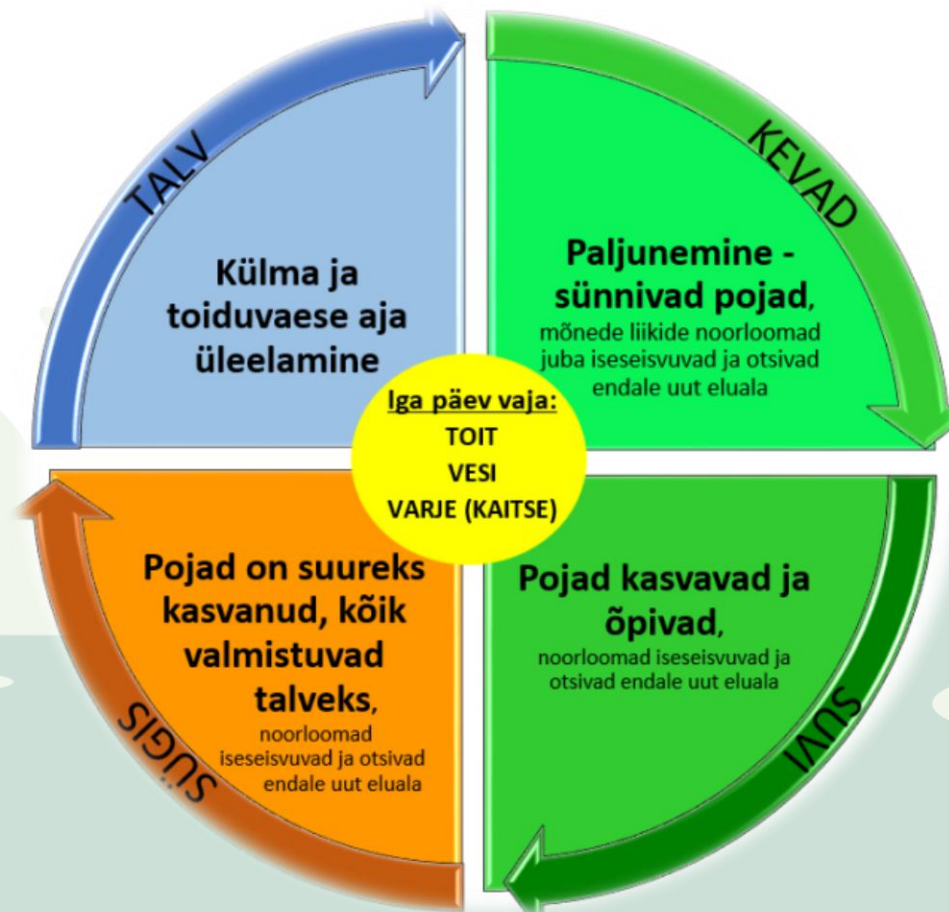 TALV
Külma ja
toiduvaese aja
üleelamine
KEVAD
Paljunemine -
sünnivad pojad,
mõnede liikide noorloomad
juba iseseisvuvad ja otsivad
endale uut eluala
Iga päev vaja:
TOIT
VESI
VARJE (KAITSE)
Pojad kasvavad ja
õpivad,
noorloomad iseseisvuvad ja
otsivad endale uut eluala
SUVI
Pojad on suureks
kasvanud, kõik
valmistuvad
talveks,
noorloomad
iseseisvuvad ja otsivad
endale uut eluala
SÜGIS